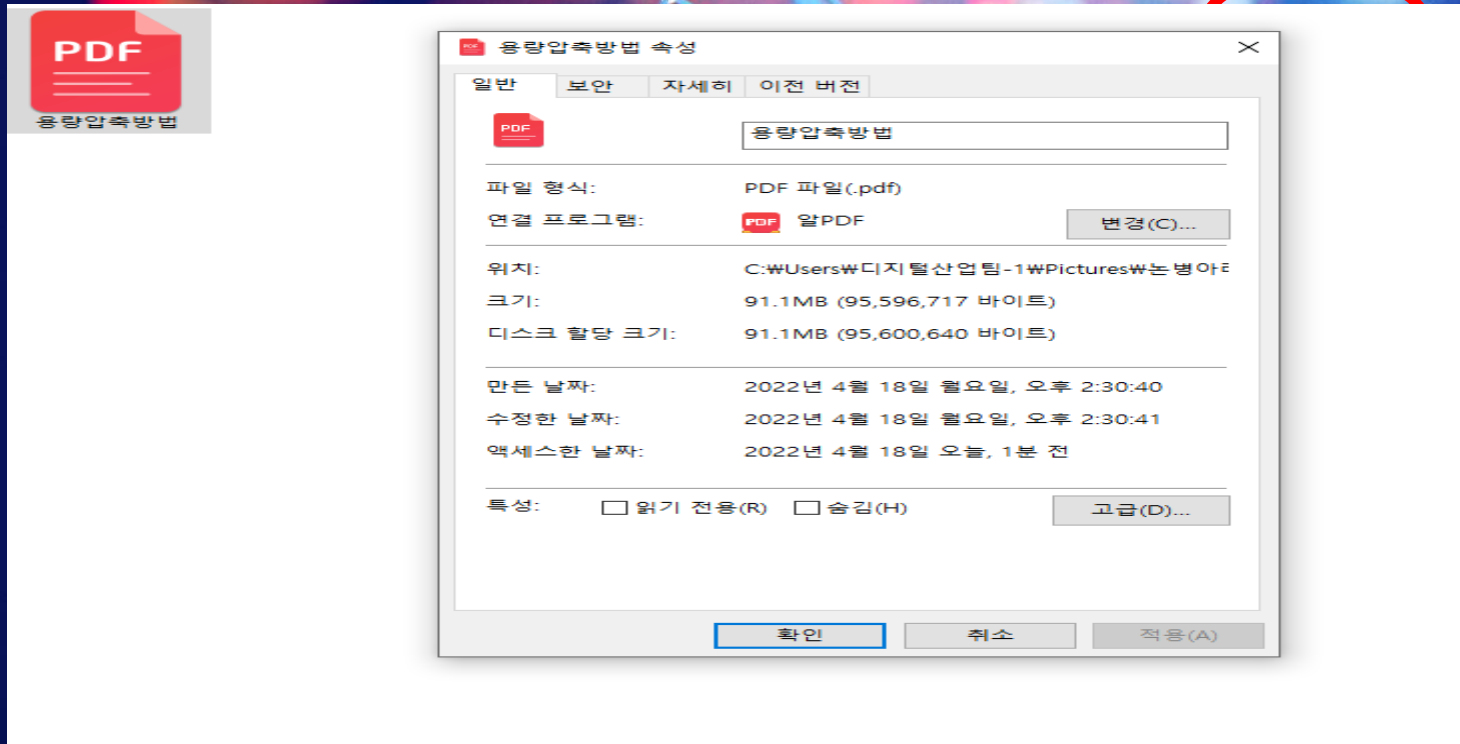 PDF
용량압축방법
용량압축방법 속성
일반 보안 자세히 이전 버전
PDF
용량압축방법
파일 형식: PDF 파일(.pdf)
연결 프로그램: PDF 알PDF 변경(C)...
위치: C:₩Users₩디지털산업팀-1₩Pictures₩논병아리
크기: 91.1MB (95,596,717 바이트)
디스크 할당 크기: 91.1MB (95,600,640 바이트)
만든 날짜: 2022년 4월 18일 월요일, 오후 2:30:40
수정한 날짜: 2022년 4월 18일 월요일, 오후 2:30:41
액세스한 날짜: 2022년 4월 18일 오늘, 1분 전
특성: 읽기 전용(R) 숨김(H) 고급(D)...
확인 취소 적용(A)